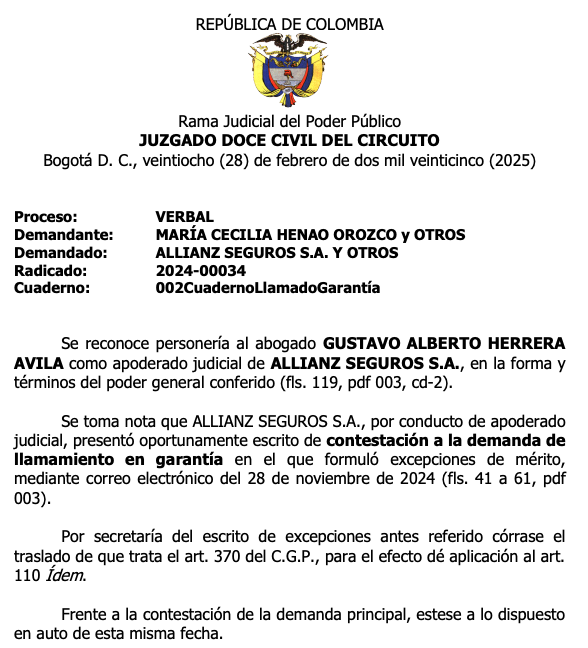 REPÚBLICA DE COLOMBIA
Rama Judicial del Poder Público
JUZGADO DOCE CIVIL DEL CIRCUITO
Bogotá D. C., veintiocho (28) de febrero de dos mil veinticinco (2025)
Proceso: VERBAL
Demandante: MARÍA CECILIA HENAO OROZCO y OTROS
Demandado: ALLIANZ SEGUROS S.A. Y OTROS
Radicado: 2024-00034
Cuaderno: 002CuadernoLlamadoGarantía
Se reconoce personería al abogado GUSTAVO ALBERTO HERRERA
AVILA como apoderado judicial de ALLIANZ SEGUROS S.A., en la forma y
términos del poder general conferido (fls. 119, pdf 003, cd-2).
Se toma nota que ALLIANZ SEGUROS S.A., por conducto de apoderado
judicial, presentó oportunamente escrito de contestación a la demanda de
llamamiento en garantía en el que formuló excepciones de mérito,
mediante correo electrónico del 28 de noviembre de 2024 (fls. 41 a 61, pdf
003).
Por secretaría del escrito de excepciones antes referido córrase el
traslado de que trata el art. 370 del C.G.P., para el efecto dé aplicación al art.
110 Ídem.
Frente a la contestación de la demanda principal, estese a lo dispuesto
en auto de esta misma fecha.